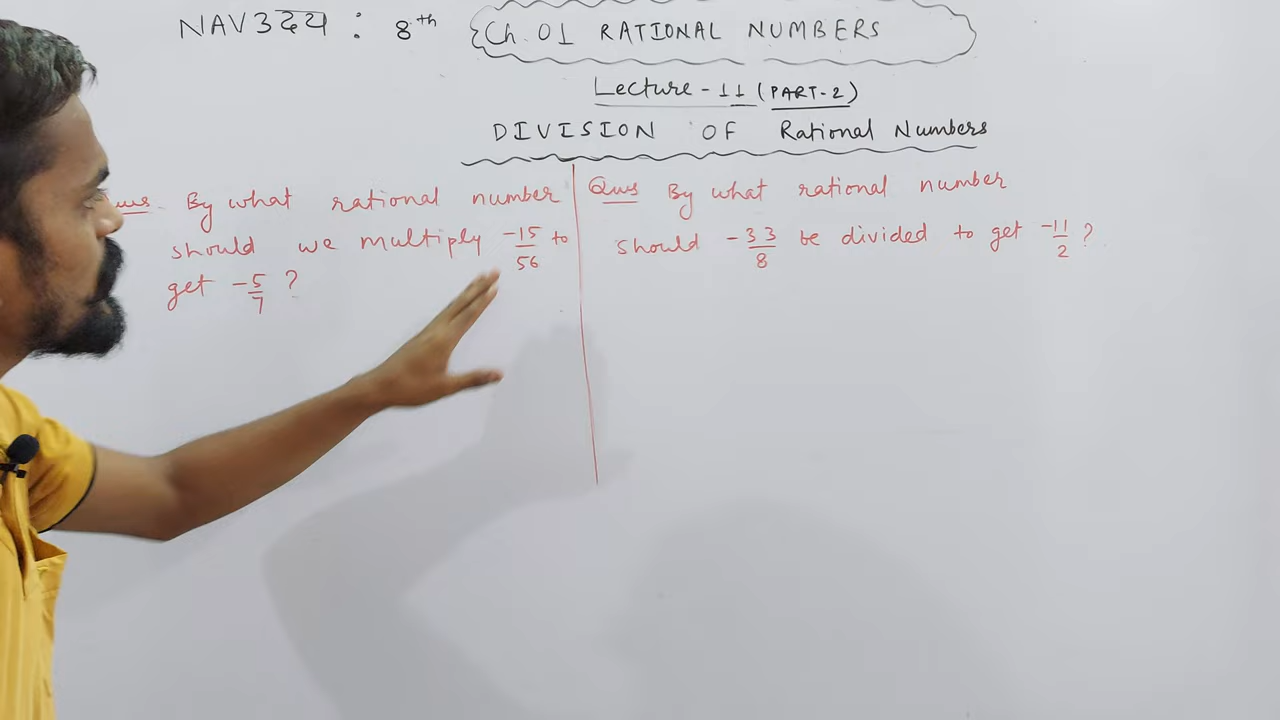 NAV322 : 8th
Ch. 01 RATIONAL NUMBERS
Lecture - 11 (PART-2)
DIVISION OF Rational Numbers
By what rational number
should we multiply -15/56 to
get -5/7 ?
Ques By what rational number
should -33/8 be divided to get -11/2 ?